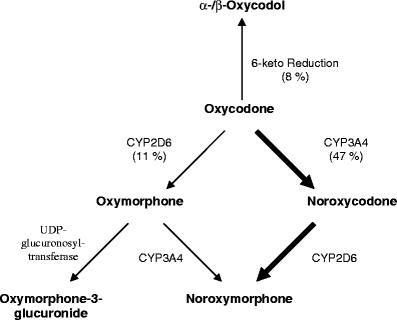 α-/β-Oxycodol
6-keto Reduction
(8 %)
Oxycodone
CYP2D6
(11 %)
CYP3A4
(47 %)
Oxymorphone
Noroxycodone
UDP-
glucuronosyl-
transferase
CYP3A4
CYP2D6
Oxymorphone-3-
glucuronide
Noroxymorphone